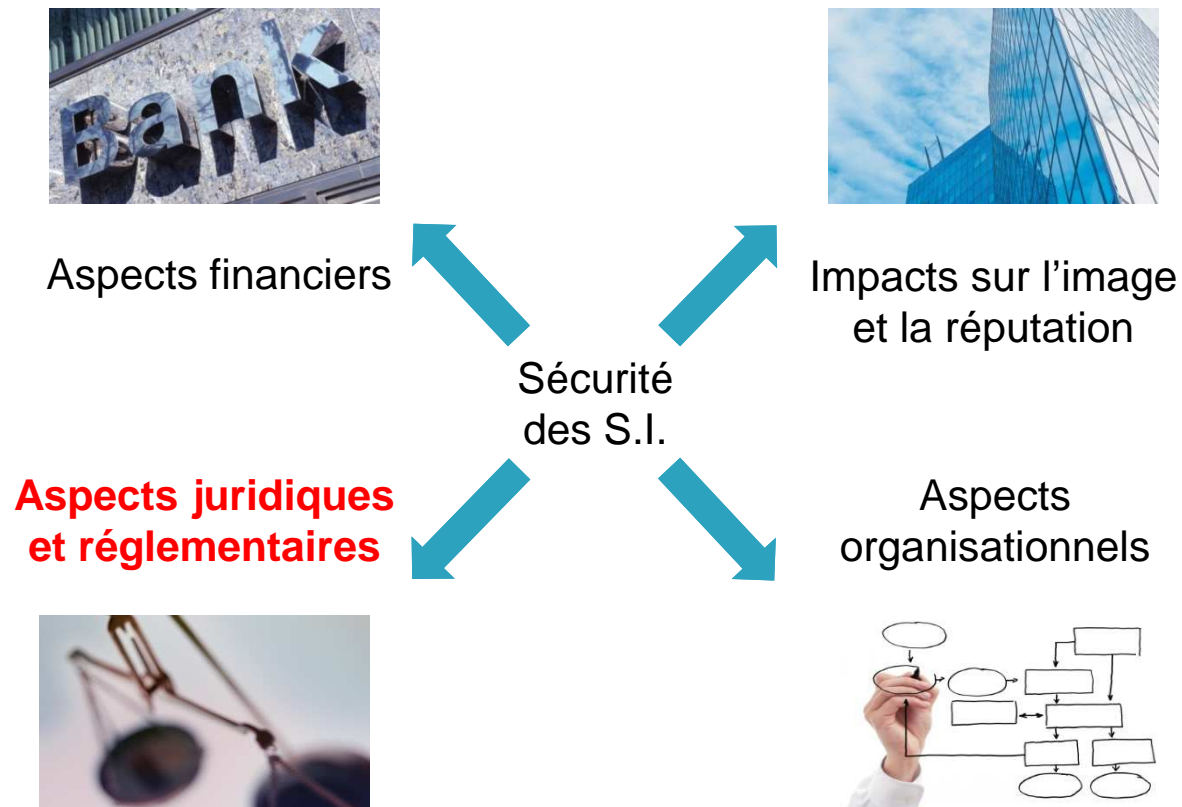 Bank
Aspects financiers
Impacts sur l’image
et la réputation
Sécurité
des S.I.
Aspects juridiques
et réglementaires
Aspects
organisationnels